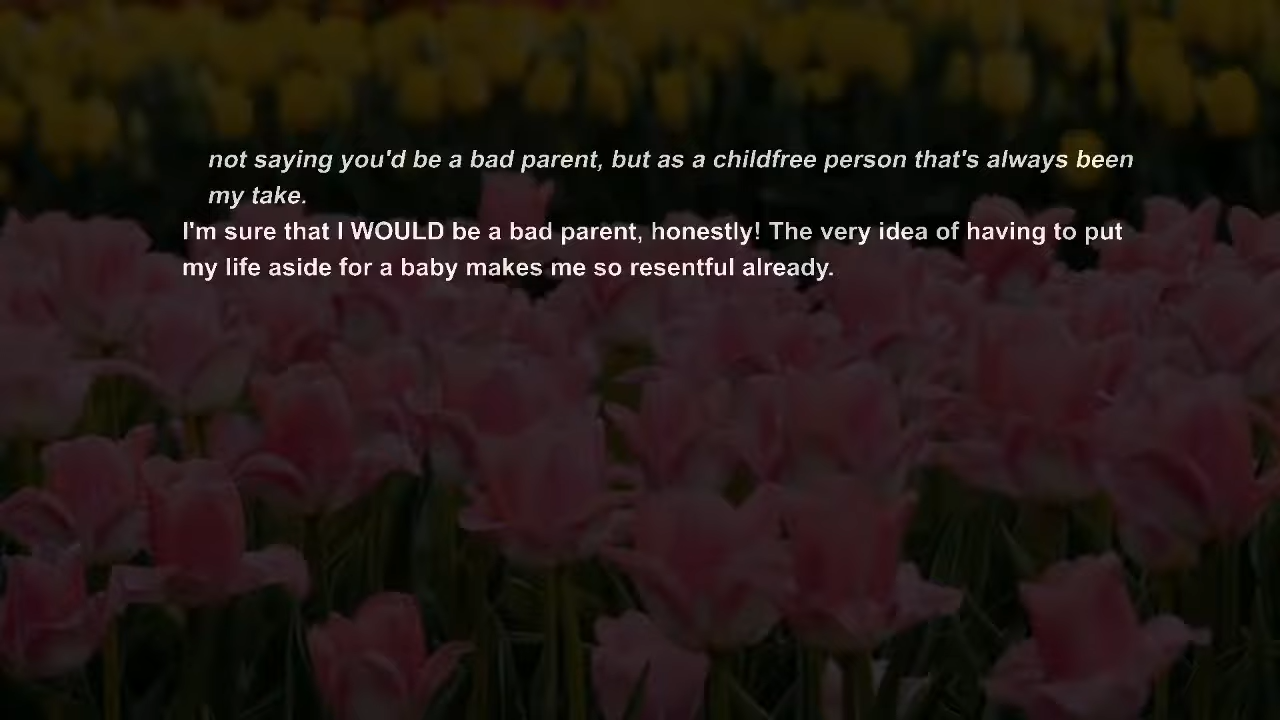 not saying you'd be a bad parent, but as a childfree person that's always been
my take.
I'm sure that I WOULD be a bad parent, honestly! The very idea of having to put
my life aside for a baby makes me so resentful already.